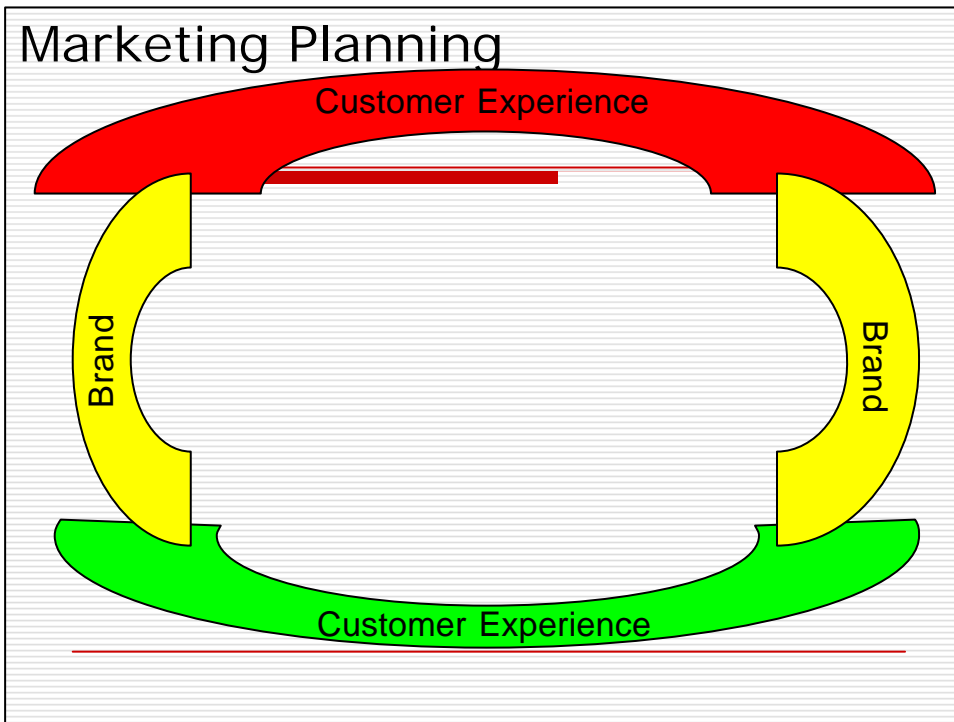 Marketing Planning
Customer Experience
Brand
Brand
Customer Experience